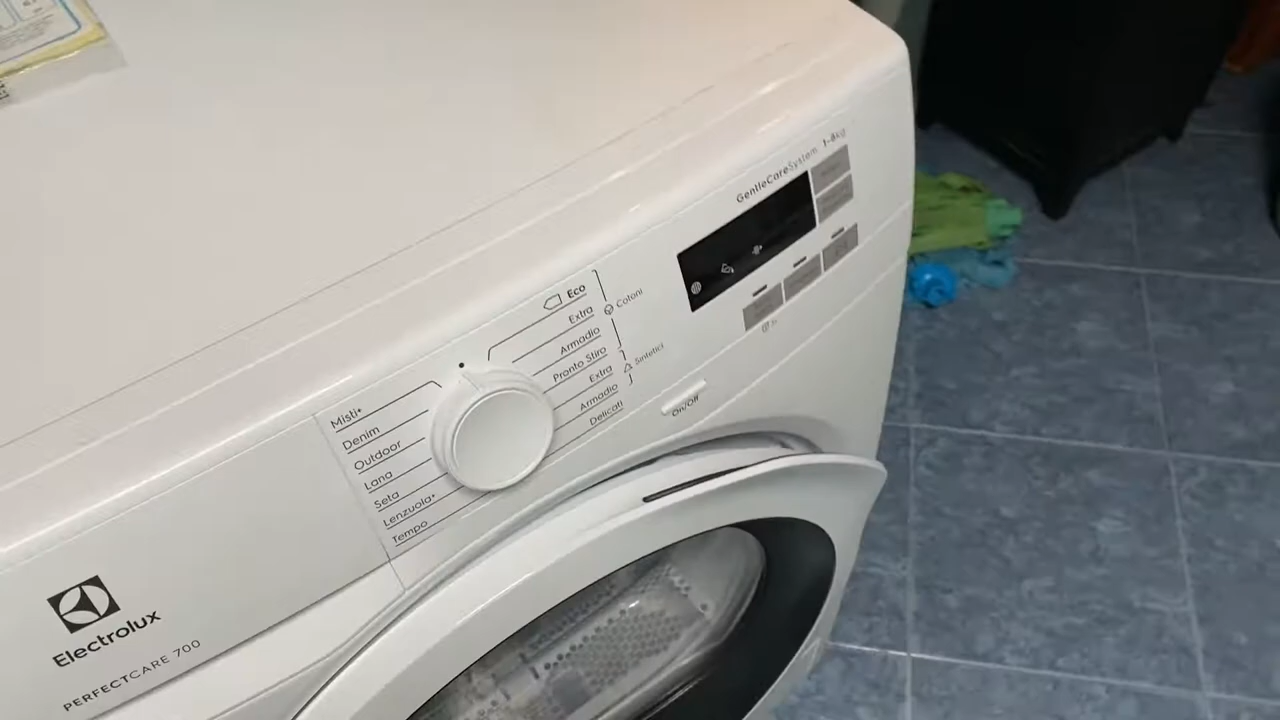 GentleCareSystem 1-8kg
Eco
Extra
Cotoni
Armadio
Pronto Stiro
Extra
Sintetici
Armadio
Delicati
On/Off
Misti+
Denim
Outdoor
Lana
Seta
Lenzuola+
Tempo
Electrolux
PERFECTCARE 700